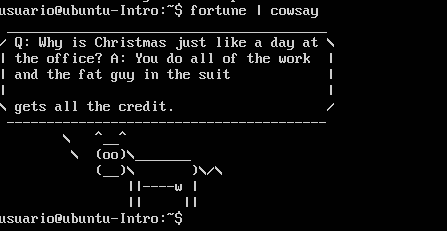 usuario@ubuntu-Intro:~$ fortune | cowsay
 _________________________________________
/ Q: Why is Christmas just like a day at \
| the office? A: You do all of the work  |
| and the fat guy in the suit            |
|                                        |
\ gets all the credit.                   /
 -----------------------------------------
        \   ^__^
         \  (oo)\_______
            (__)\       )\/\
                ||----w |
                ||     ||
usuario@ubuntu-Intro:~$